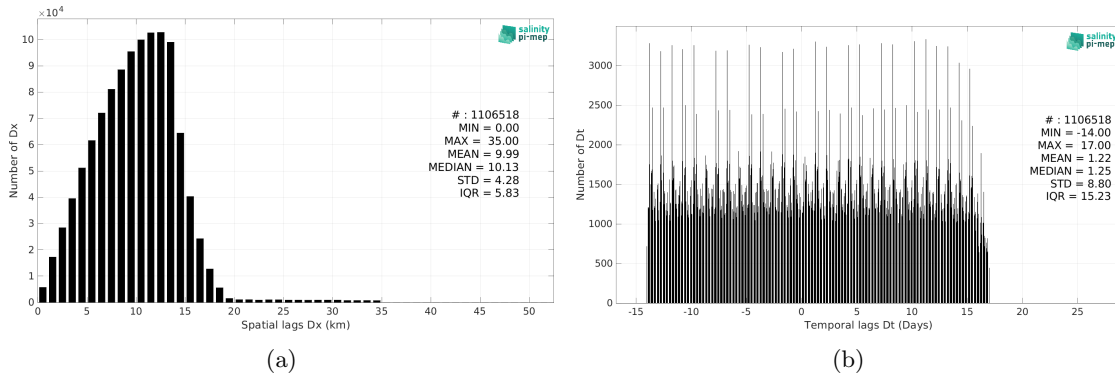 ×10⁴
salinity
pi-mep
10
9
8
7
6
5
4
3
2
1
0
Number of Dx
# : 1106518
MIN = 0.00
MAX = 35.00
MEAN = 9.99
MEDIAN = 10.13
STD = 4.28
IQR = 5.83
0 5 10 15 20 25 30 35 40 45 50
Spatial lags Dx (km)
(a)
salinity
pi-mep
3000
2500
2000
1500
1000
500
0
Number of Dt
# : 1106518
MIN = -14.00
MAX = 17.00
MEAN = 1.22
MEDIAN = 1.25
STD = 8.80
IQR = 15.23
-15 -10 -5 0 5 10 15 20 25
Temporal lags Dt (Days)
(b)